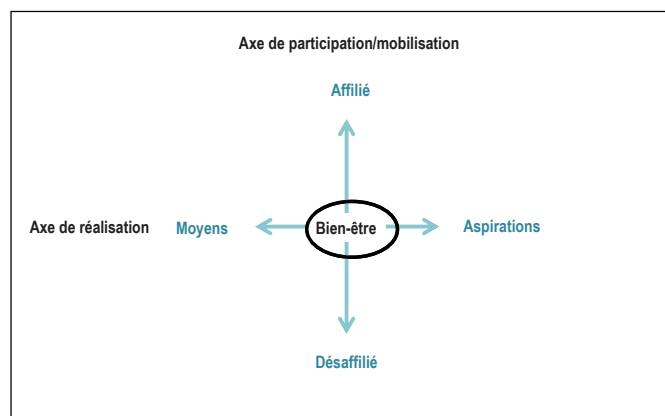 Axe de participation/mobilisation
Affilié
Axe de réalisation Moyens Bien-être Aspirations
Désaffilié